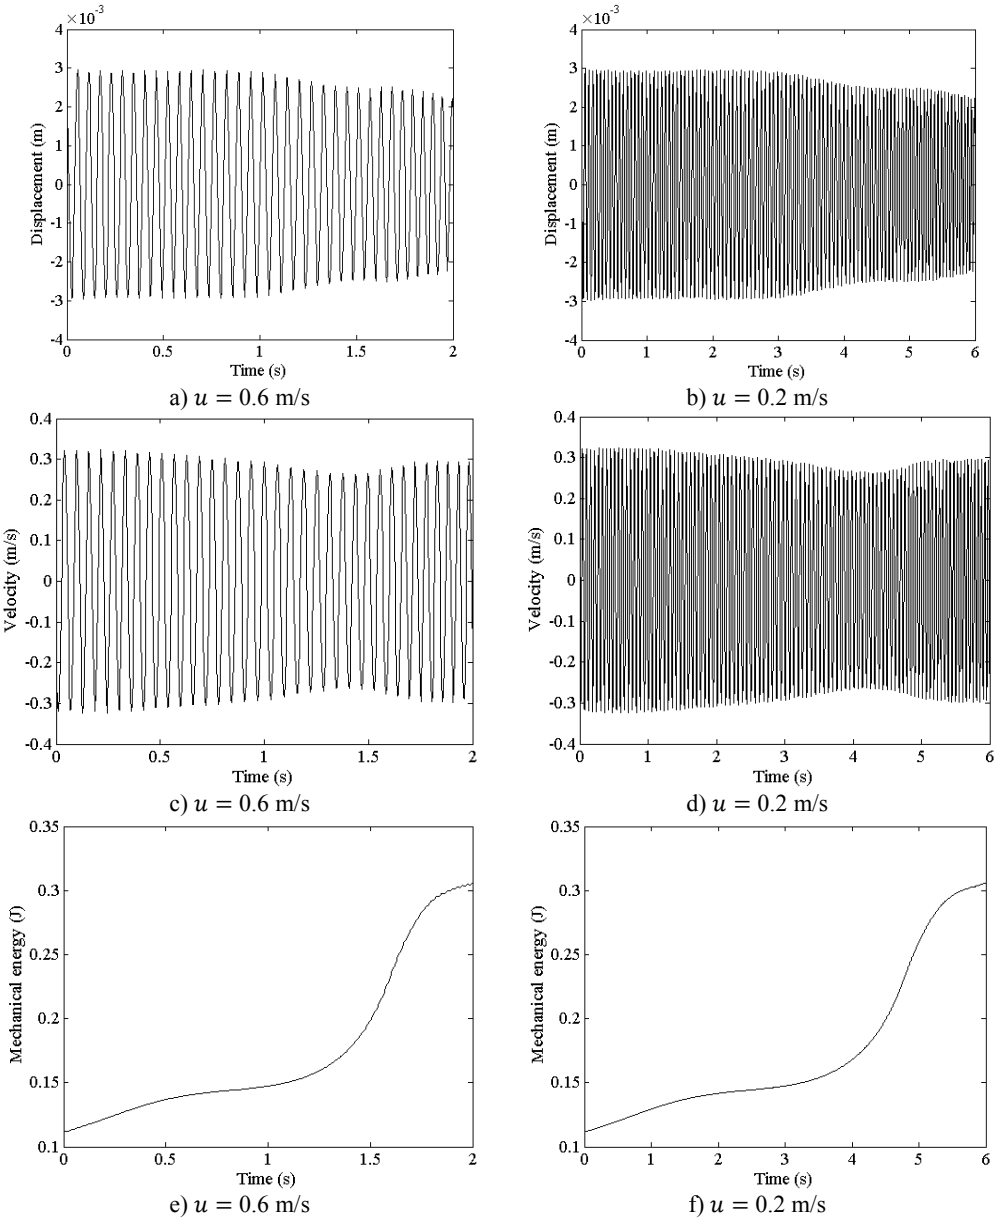 ×10⁻³
4
3
2
1
0
-1
-2
-3
-4
Displacement (m)
0 0.5 1 1.5 2
Time (s)
a) u = 0.6 m/s
×10⁻³
4
3
2
1
0
-1
-2
-3
-4
Displacement (m)
0 1 2 3 4 5 6
Time (s)
b) u = 0.2 m/s
0.4
0.3
0.2
0.1
0
-0.1
-0.2
-0.3
-0.4
Velocity (m/s)
0 0.5 1 1.5 2
Time (s)
c) u = 0.6 m/s
0.4
0.3
0.2
0.1
0
-0.1
-0.2
-0.3
-0.4
Velocity (m/s)
0 1 2 3 4 5 6
Time (s)
d) u = 0.2 m/s
0.35
0.3
0.25
0.2
0.15
0.1
Mechanical energy (J)
0 0.5 1 1.5 2
Time (s)
e) u = 0.6 m/s
0.35
0.3
0.25
0.2
0.15
0.1
Mechanical energy (J)
0 1 2 3 4 5 6
Time (s)
f) u = 0.2 m/s